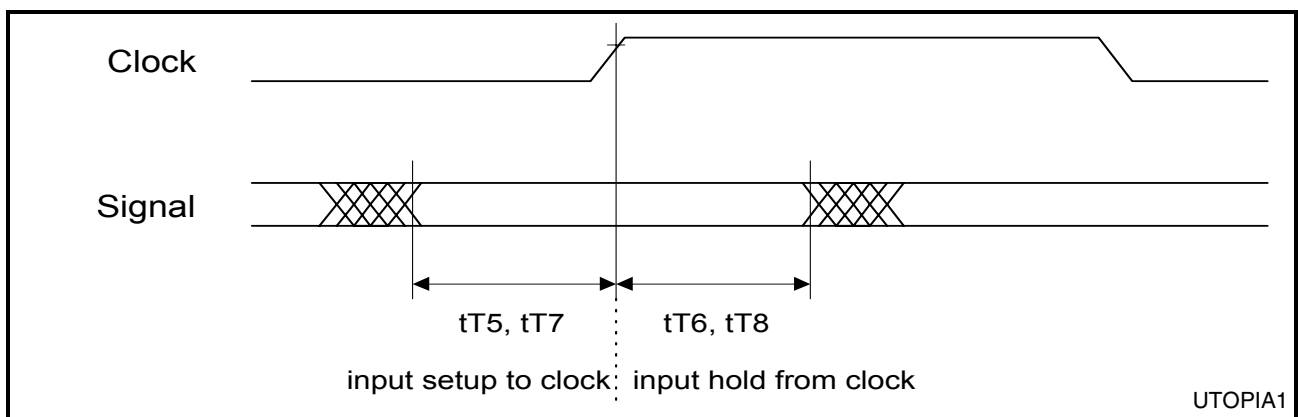 Clock
Signal
tT5, tT7
tT6, tT8
input setup to clock
input hold from clock
UTOPIA1